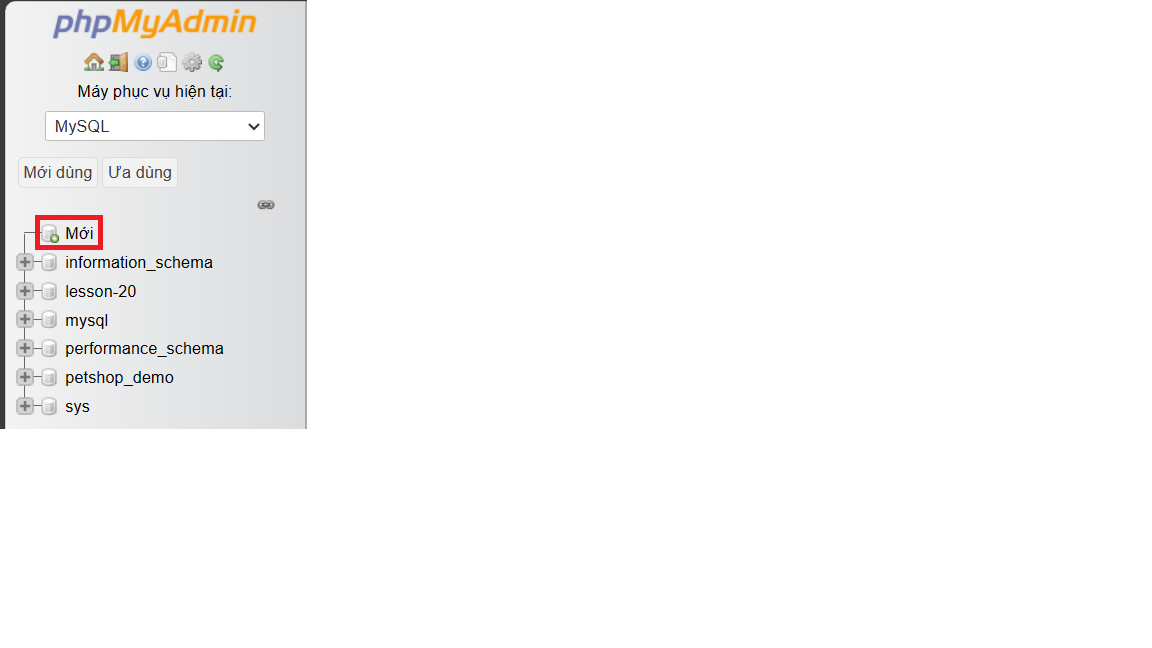 phpMyAdmin
Máy phục vụ hiện tại:
MySQL
Mới dùng Ưa dùng
Mới
information_schema
lesson-20
mysql
performance_schema
petshop_demo
sys